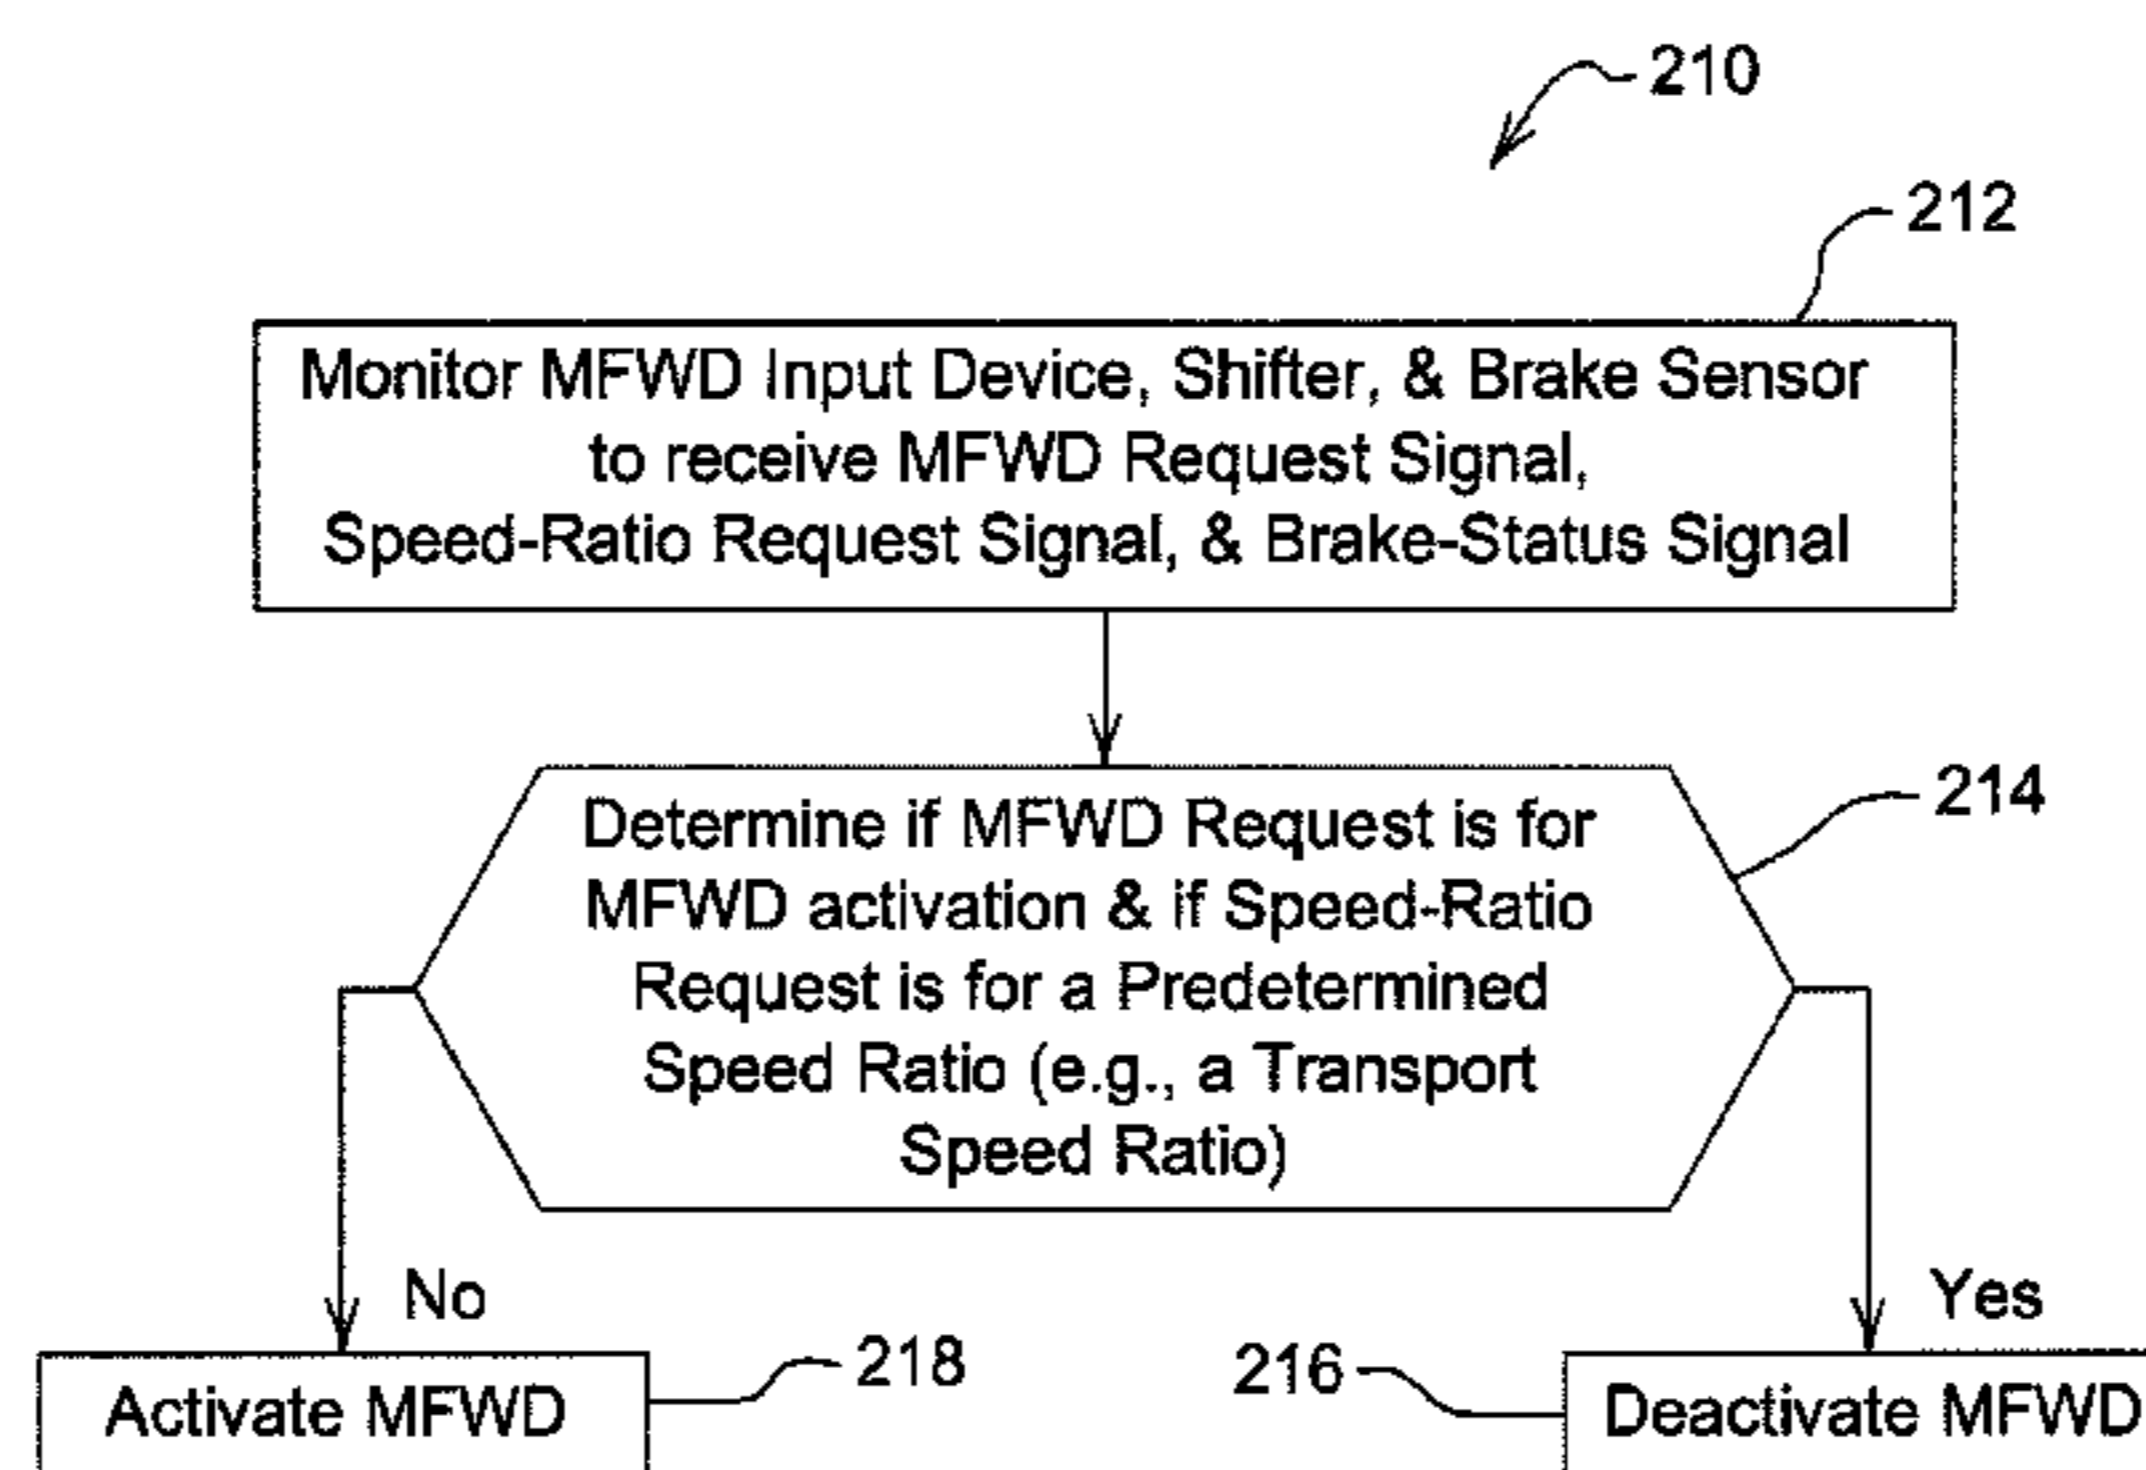 210
212
Monitor MFWD Input Device, Shifter, & Brake Sensor
to receive MFWD Request Signal,
Speed-Ratio Request Signal, & Brake-Status Signal
214
Determine if MFWD Request is for
MFWD activation & if Speed-Ratio
Request is for a Predetermined
Speed Ratio (e.g., a Transport
Speed Ratio)
No
Yes
218
216
Activate MFWD
Deactivate MFWD